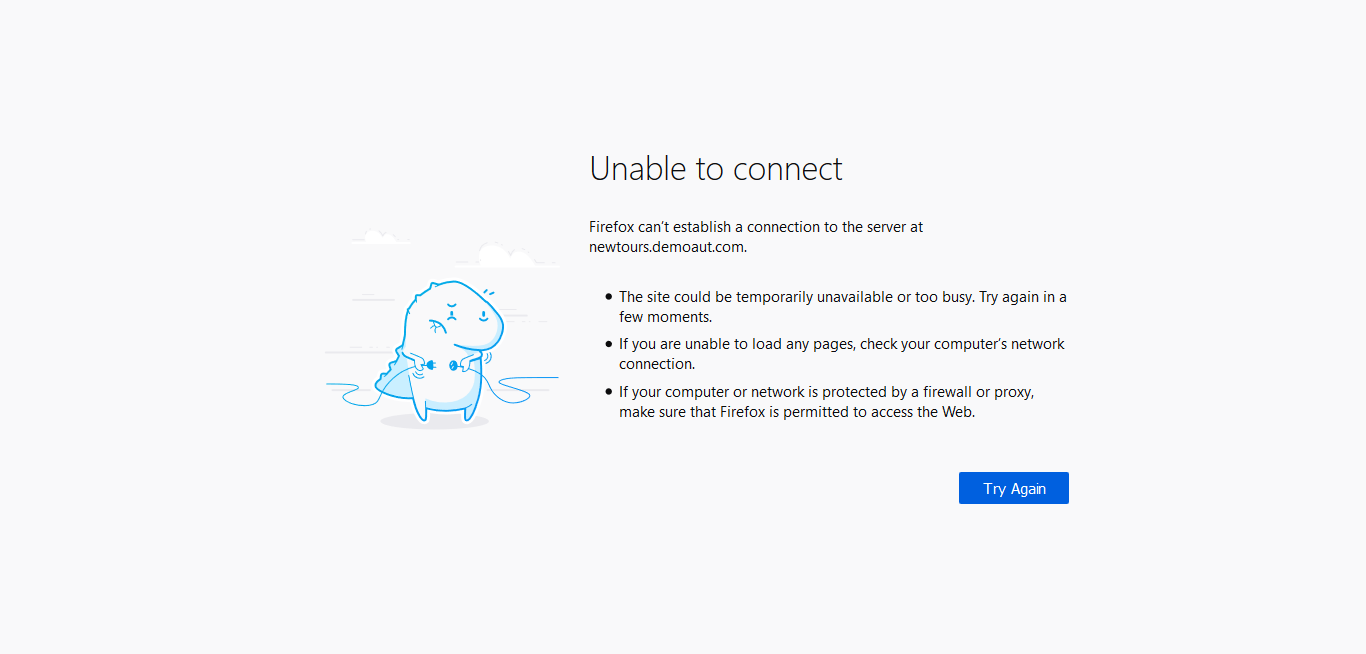 Unable to connect
Firefox can’t establish a connection to the server at
newtours.demoaut.com.
• The site could be temporarily unavailable or too busy. Try again in a
few moments.
• If you are unable to load any pages, check your computer’s network
connection.
• If your computer or network is protected by a firewall or proxy,
make sure that Firefox is permitted to access the Web.
Try Again